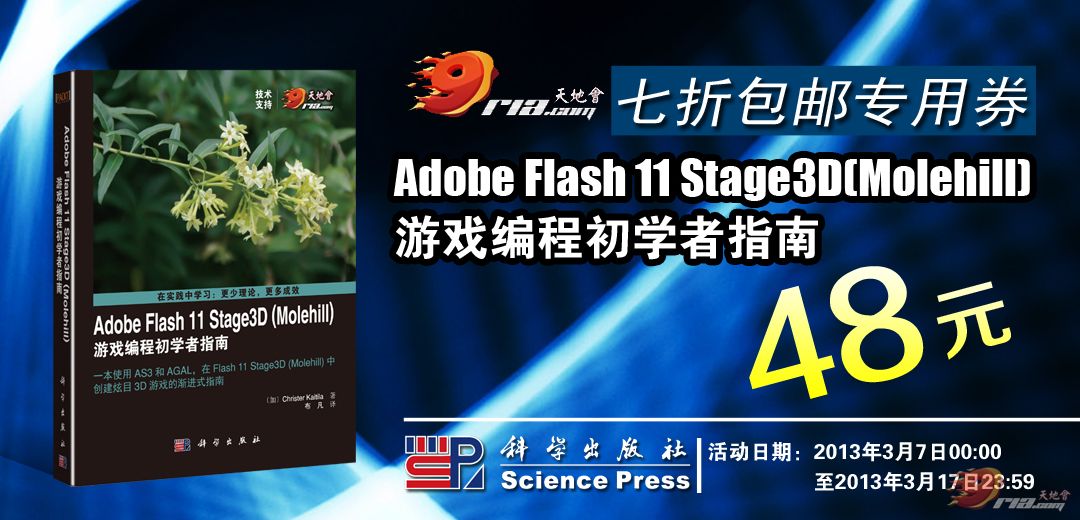 PACKT
Adobe Flash 11 Stage3D (Molehill)
游戏编程初学者指南
技术
支持
9ria.com
天地會
在实践中学习：更少理论，更多成效
Adobe Flash 11 Stage3D (Molehill)
游戏编程初学者指南
一本使用 AS3 和 AGAL，在 Flash 11 Stage3D (Molehill) 中
创建炫目 3D 游戏的渐进式指南
（加）Christer Kaitila 著
布 凡 译
科学出版社
9ria.com
天地會
七折包邮专用券
Adobe Flash 11 Stage3D(Molehill)
游戏编程初学者指南
48元
科学出版社
Science Press
活动日期：2013年3月7日00:00
至2013年3月17日23:59
9ria.com
天地會